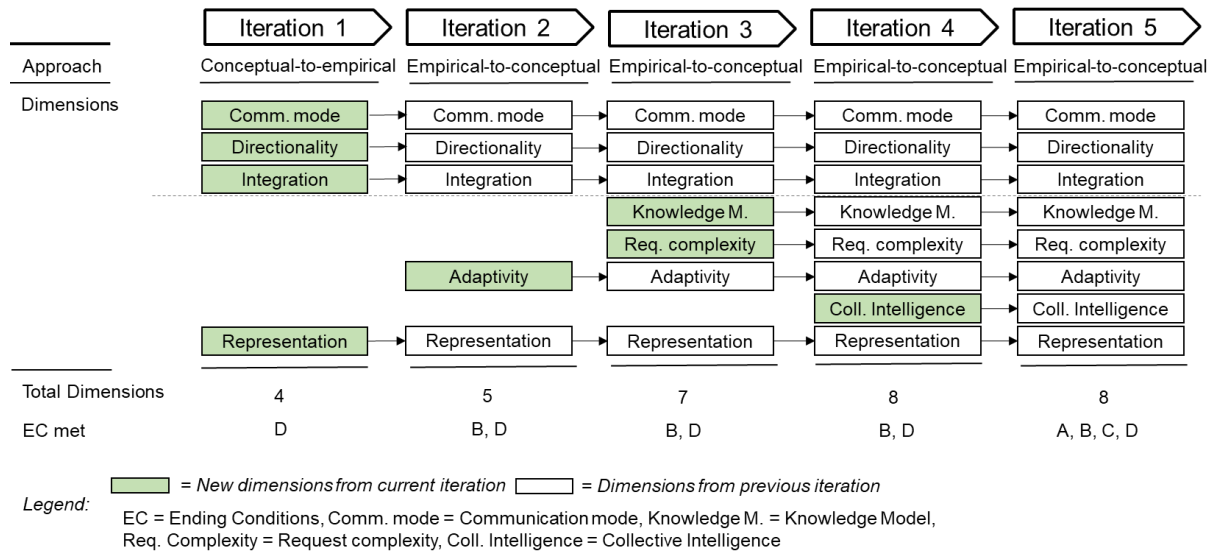 Iteration 1 Iteration 2 Iteration 3 Iteration 4 Iteration 5
Approach Conceptual-to-empirical Empirical-to-conceptual Empirical-to-conceptual Empirical-to-conceptual Empirical-to-conceptual
Dimensions
Comm. mode Comm. mode Comm. mode Comm. mode Comm. mode
Directionality Directionality Directionality Directionality Directionality
Integration Integration Integration Integration Integration
Knowledge M. Knowledge M. Knowledge M.
Req. complexity Req. complexity Req. complexity
Adaptivity Adaptivity Adaptivity Adaptivity
Coll. Intelligence Coll. Intelligence
Representation Representation Representation Representation Representation
Total Dimensions 4 5 7 8 8
EC met D B, D B, D B, D A, B, C, D
Legend: = New dimensions from current iteration = Dimensions from previous iteration
EC = Ending Conditions, Comm. mode = Communication mode, Knowledge M. = Knowledge Model,
Req. Complexity = Request complexity, Coll. Intelligence = Collective Intelligence